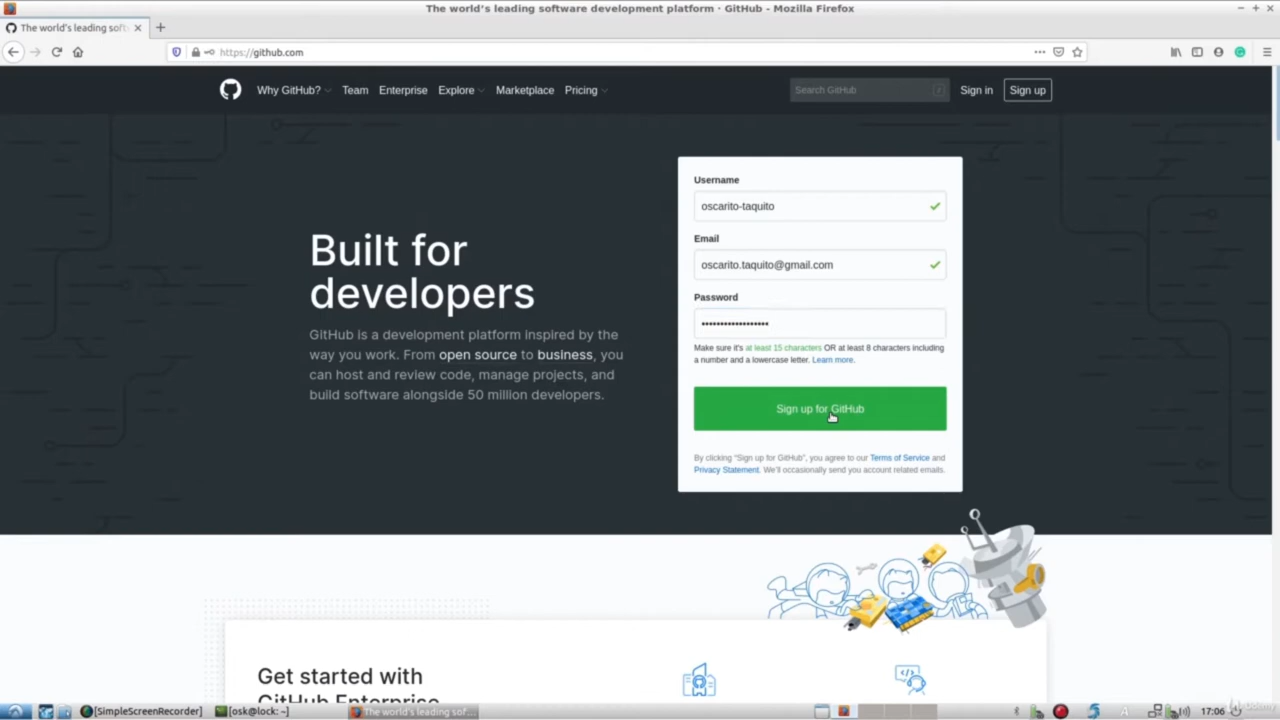 The world's leading software development platform · GitHub - Mozilla Firefox
The world's leading soft
https://github.com
Why GitHub?
Team
Enterprise
Explore
Marketplace
Pricing
Search GitHub
/
Sign in
Sign up
Built for
developers
GitHub is a development platform inspired by the
way you work. From open source to business, you
can host and review code, manage projects, and
build software alongside 50 million developers.
Username
oscarito-taquito
Email
oscarito.taquito@gmail.com
Password
••••••••••••••••••
Make sure it's at least 15 characters OR at least 8 characters including
a number and a lowercase letter. Learn more.
Sign up for GitHub
By clicking “Sign up for GitHub”, you agree to our Terms of Service and
Privacy Statement. We’ll occasionally send you account related emails.
Get started with
GitHub Enterprise
[SimpleScreenRecorder]
[osk@lock: ~]
The world's leading sof...
17:06